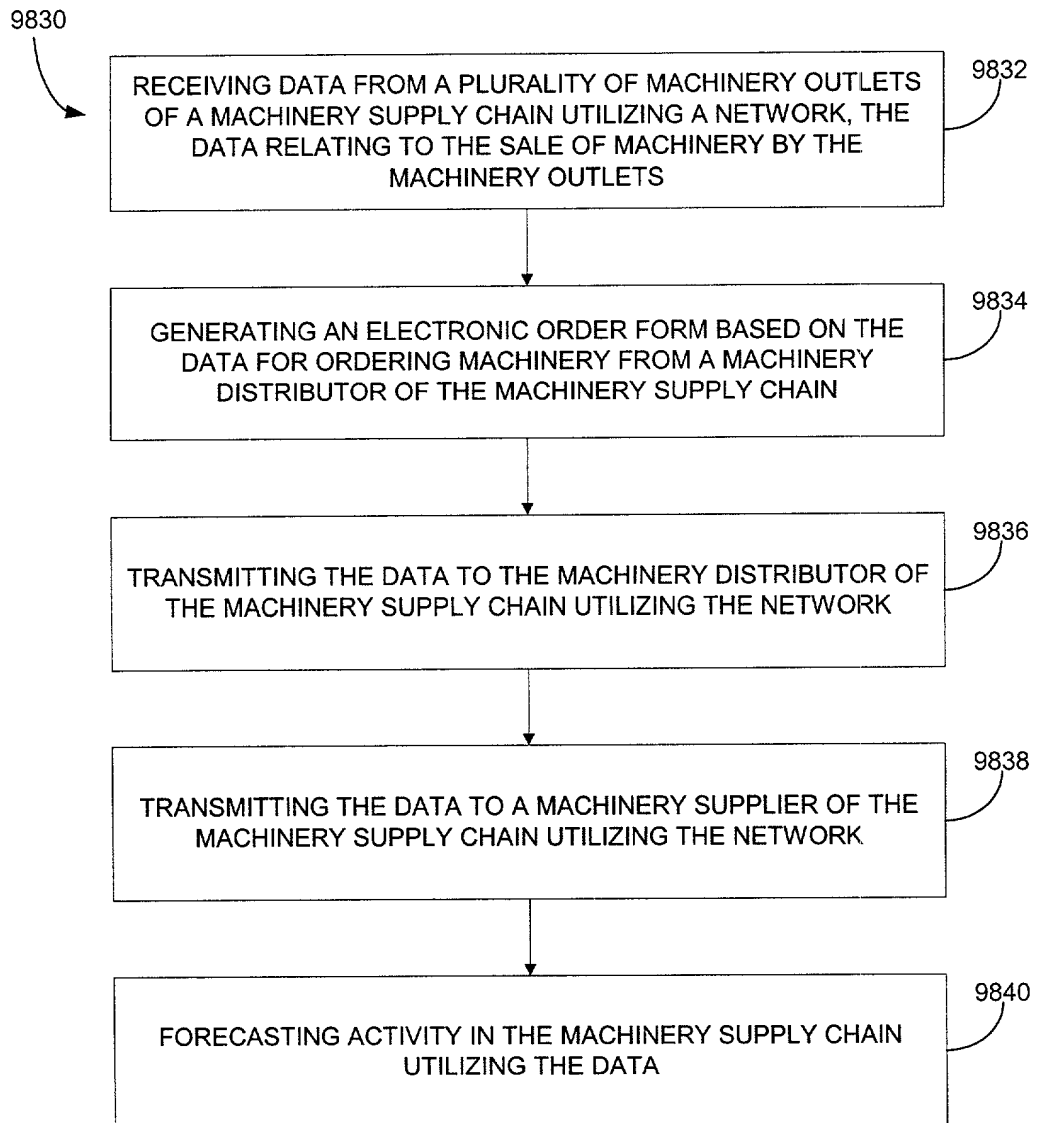 9830
RECEIVING DATA FROM A PLURALITY OF MACHINERY OUTLETS
OF A MACHINERY SUPPLY CHAIN UTILIZING A NETWORK, THE
DATA RELATING TO THE SALE OF MACHINERY BY THE
MACHINERY OUTLETS
9832
GENERATING AN ELECTRONIC ORDER FORM BASED ON THE
DATA FOR ORDERING MACHINERY FROM A MACHINERY
DISTRIBUTOR OF THE MACHINERY SUPPLY CHAIN
9834
TRANSMITTING THE DATA TO THE MACHINERY DISTRIBUTOR OF
THE MACHINERY SUPPLY CHAIN UTILIZING THE NETWORK
9836
TRANSMITTING THE DATA TO A MACHINERY SUPPLIER OF THE
MACHINERY SUPPLY CHAIN UTILIZING THE NETWORK
9838
FORECASTING ACTIVITY IN THE MACHINERY SUPPLY CHAIN
UTILIZING THE DATA
9840